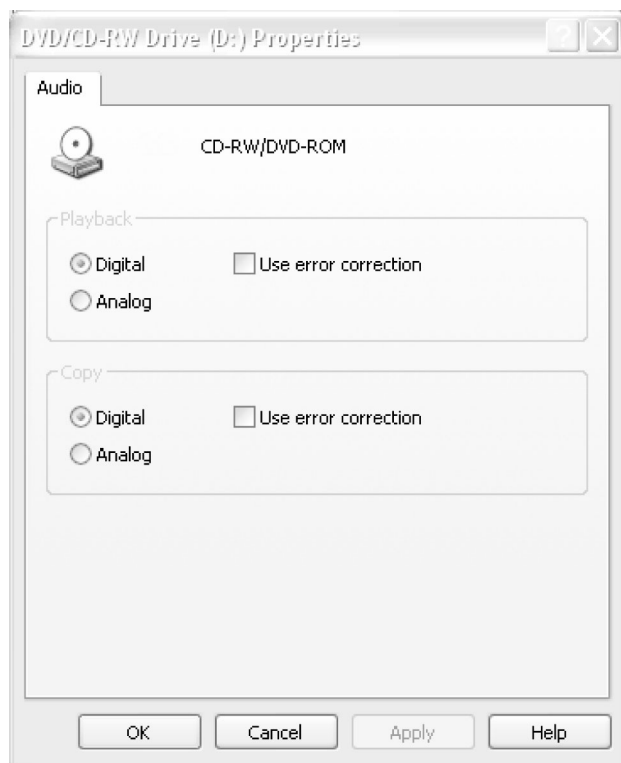 DVD/CD-RW Drive (D:) Properties
Audio
CD-RW/DVD-ROM
Playback
Digital Use error correction
Analog
Copy
Digital Use error correction
Analog
OK Cancel Apply Help